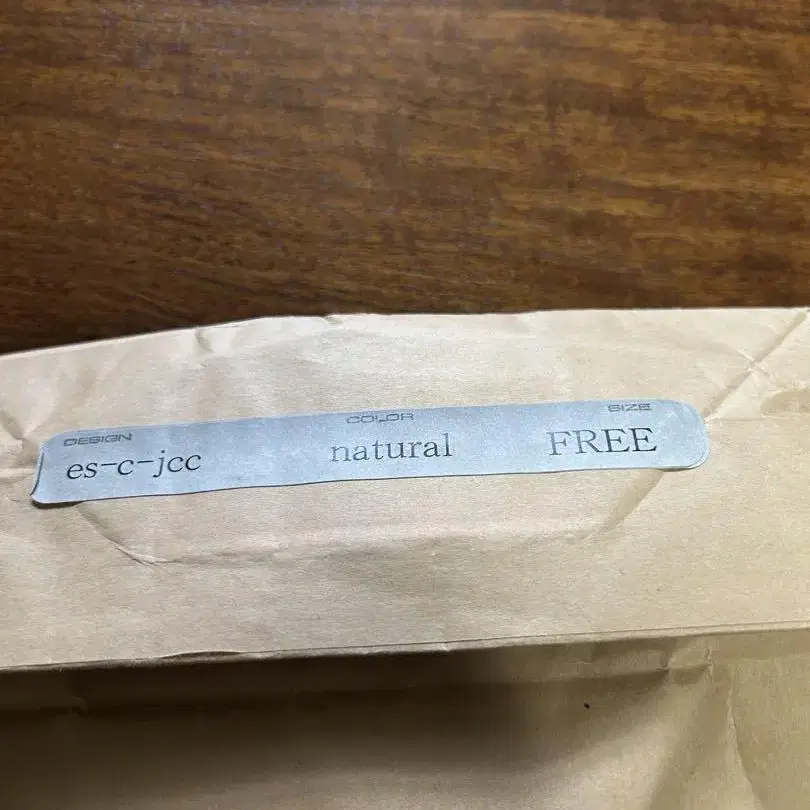 DESIGN COLOR SIZE
es-c-jcc natural FREE